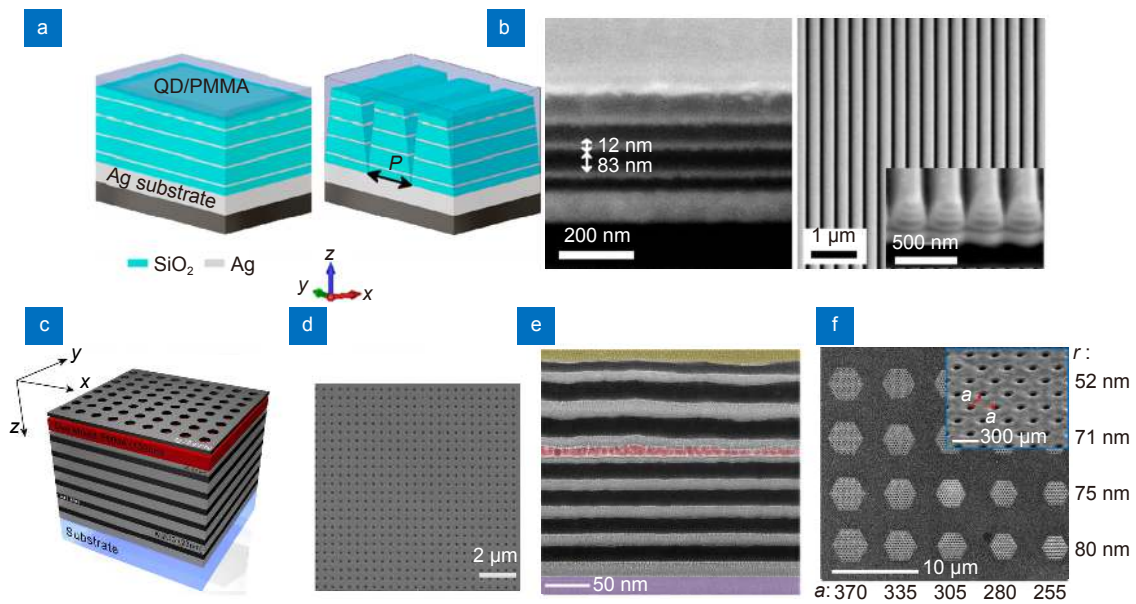 a
QD/PMMA
P
Ag substrate
SiO₂ Ag
z
y
x
b
12 nm
83 nm
200 nm
1 µm
500 nm
c
y
x
z
Substrate
d
2 µm
e
50 nm
f
r :
52 nm
a
a
300 µm
71 nm
75 nm
80 nm
10 µm
a: 370 335 305 280 255